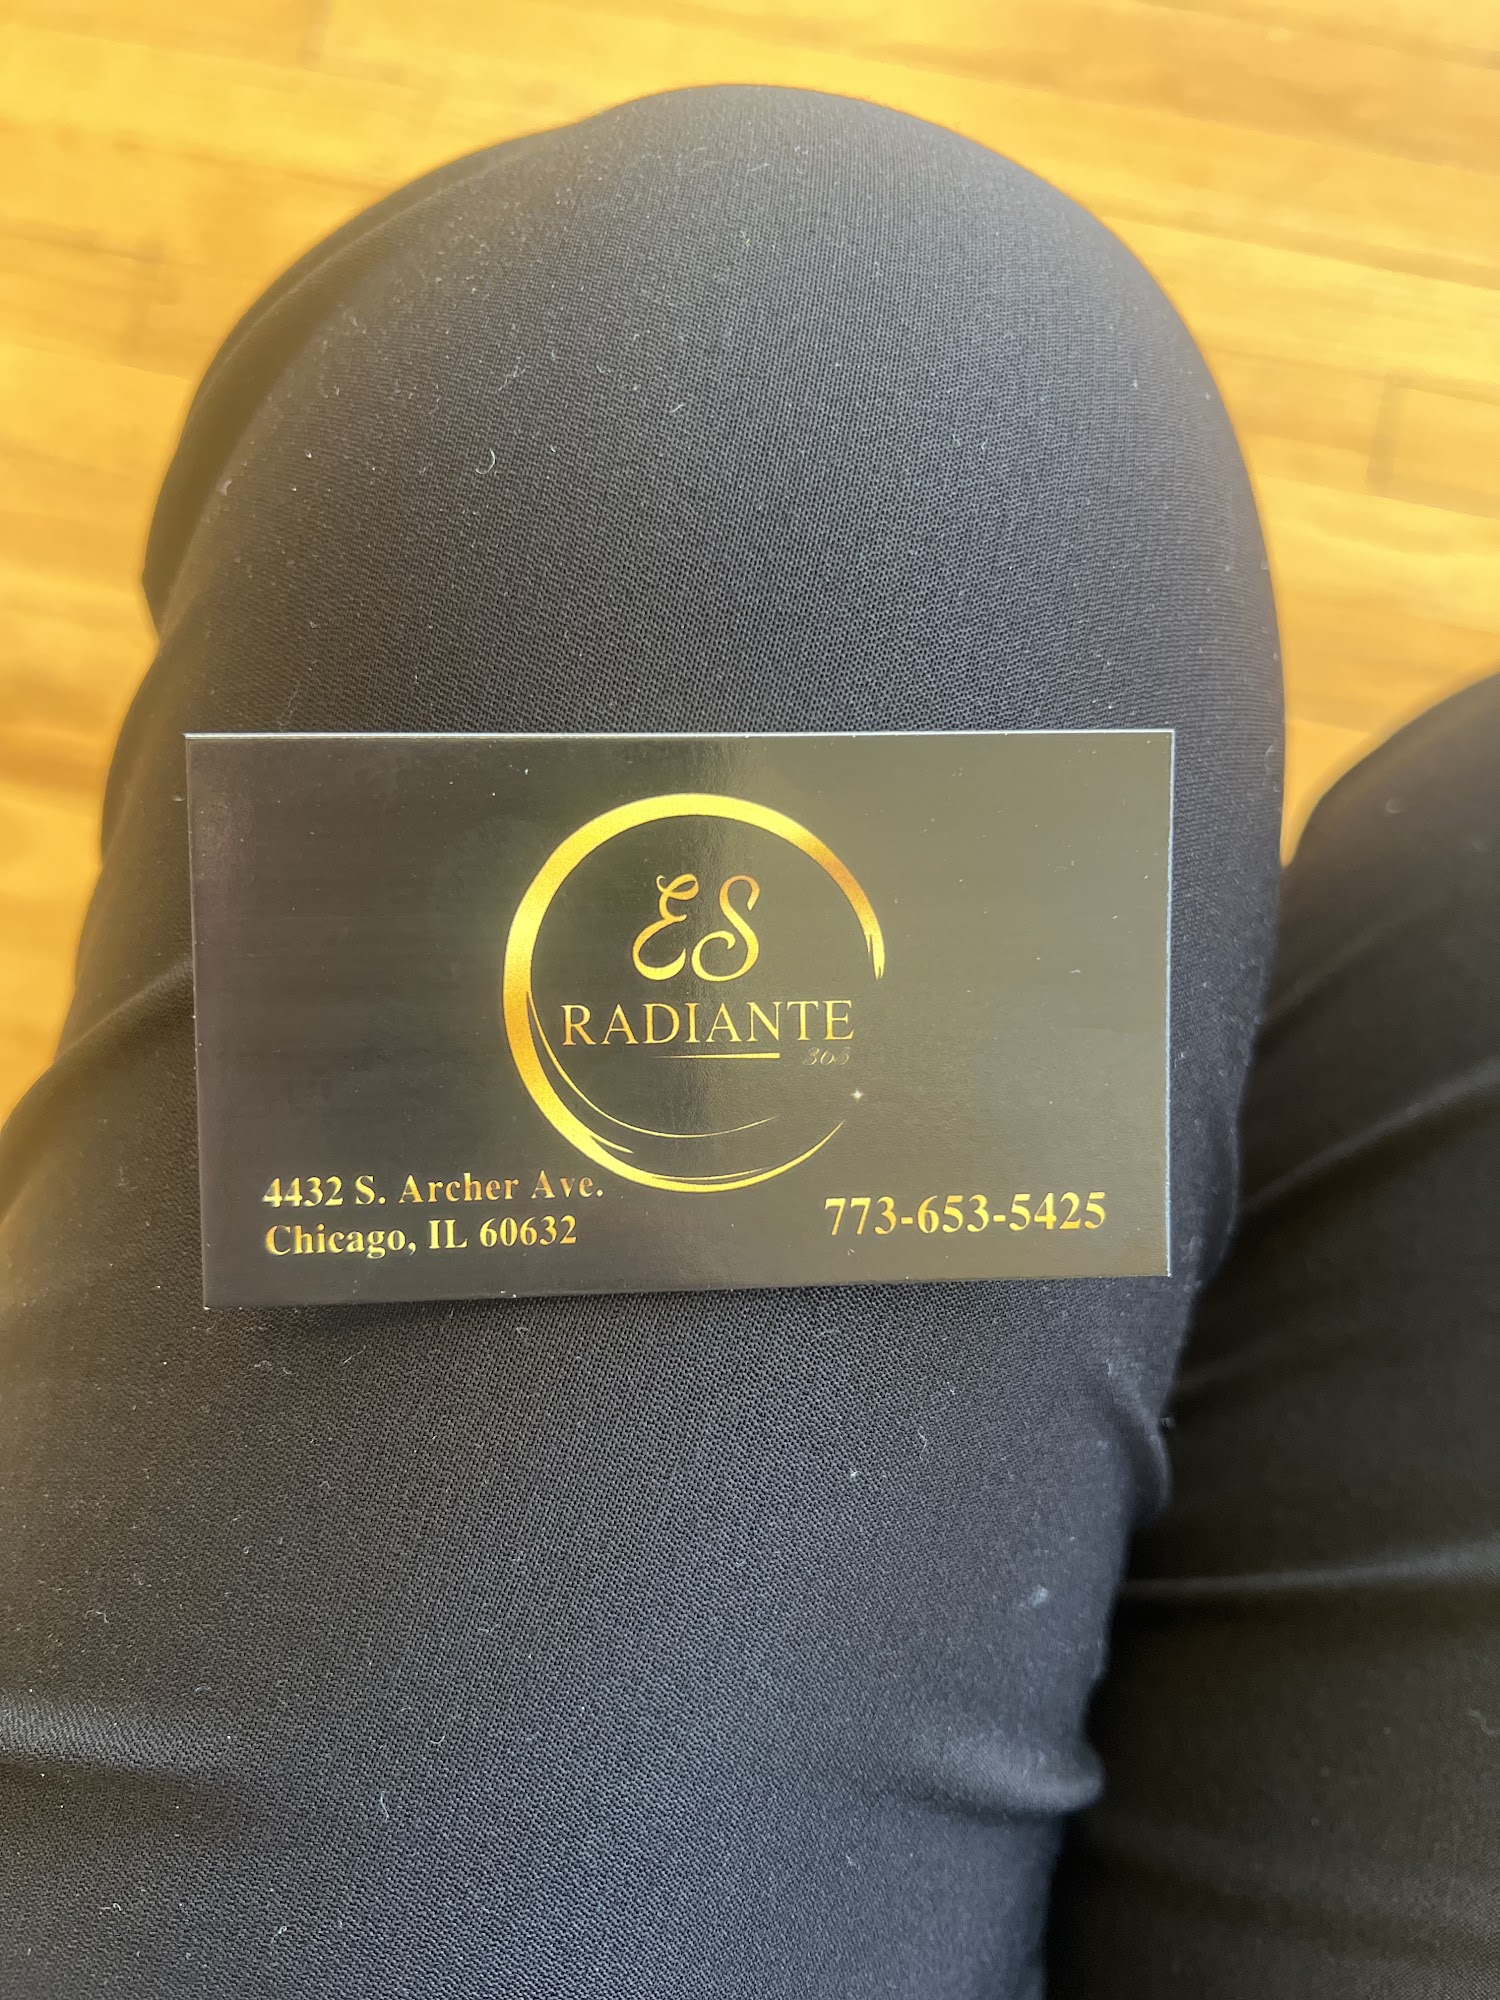 ES
RADIANTE
365
4432 S. Archer Ave.
Chicago, IL 60632
773-653-5425